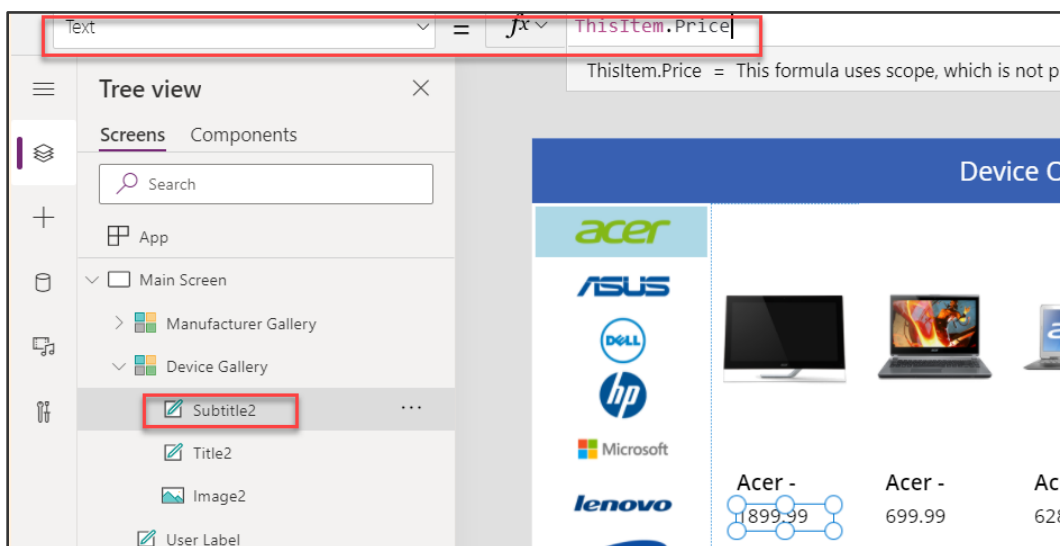 Text = fx ThisItem.Price
ThisItem.Price = This formula uses scope, which is not p
Tree view
Screens Components
Search
App
Main Screen
Manufacturer Gallery
Device Gallery
Subtitle2 ...
Title2
Image2
User Label
Device C
acer
ASUS
DELL
hp
Microsoft
lenovo
Acer - Acer - Ac
1899.99 699.99 628